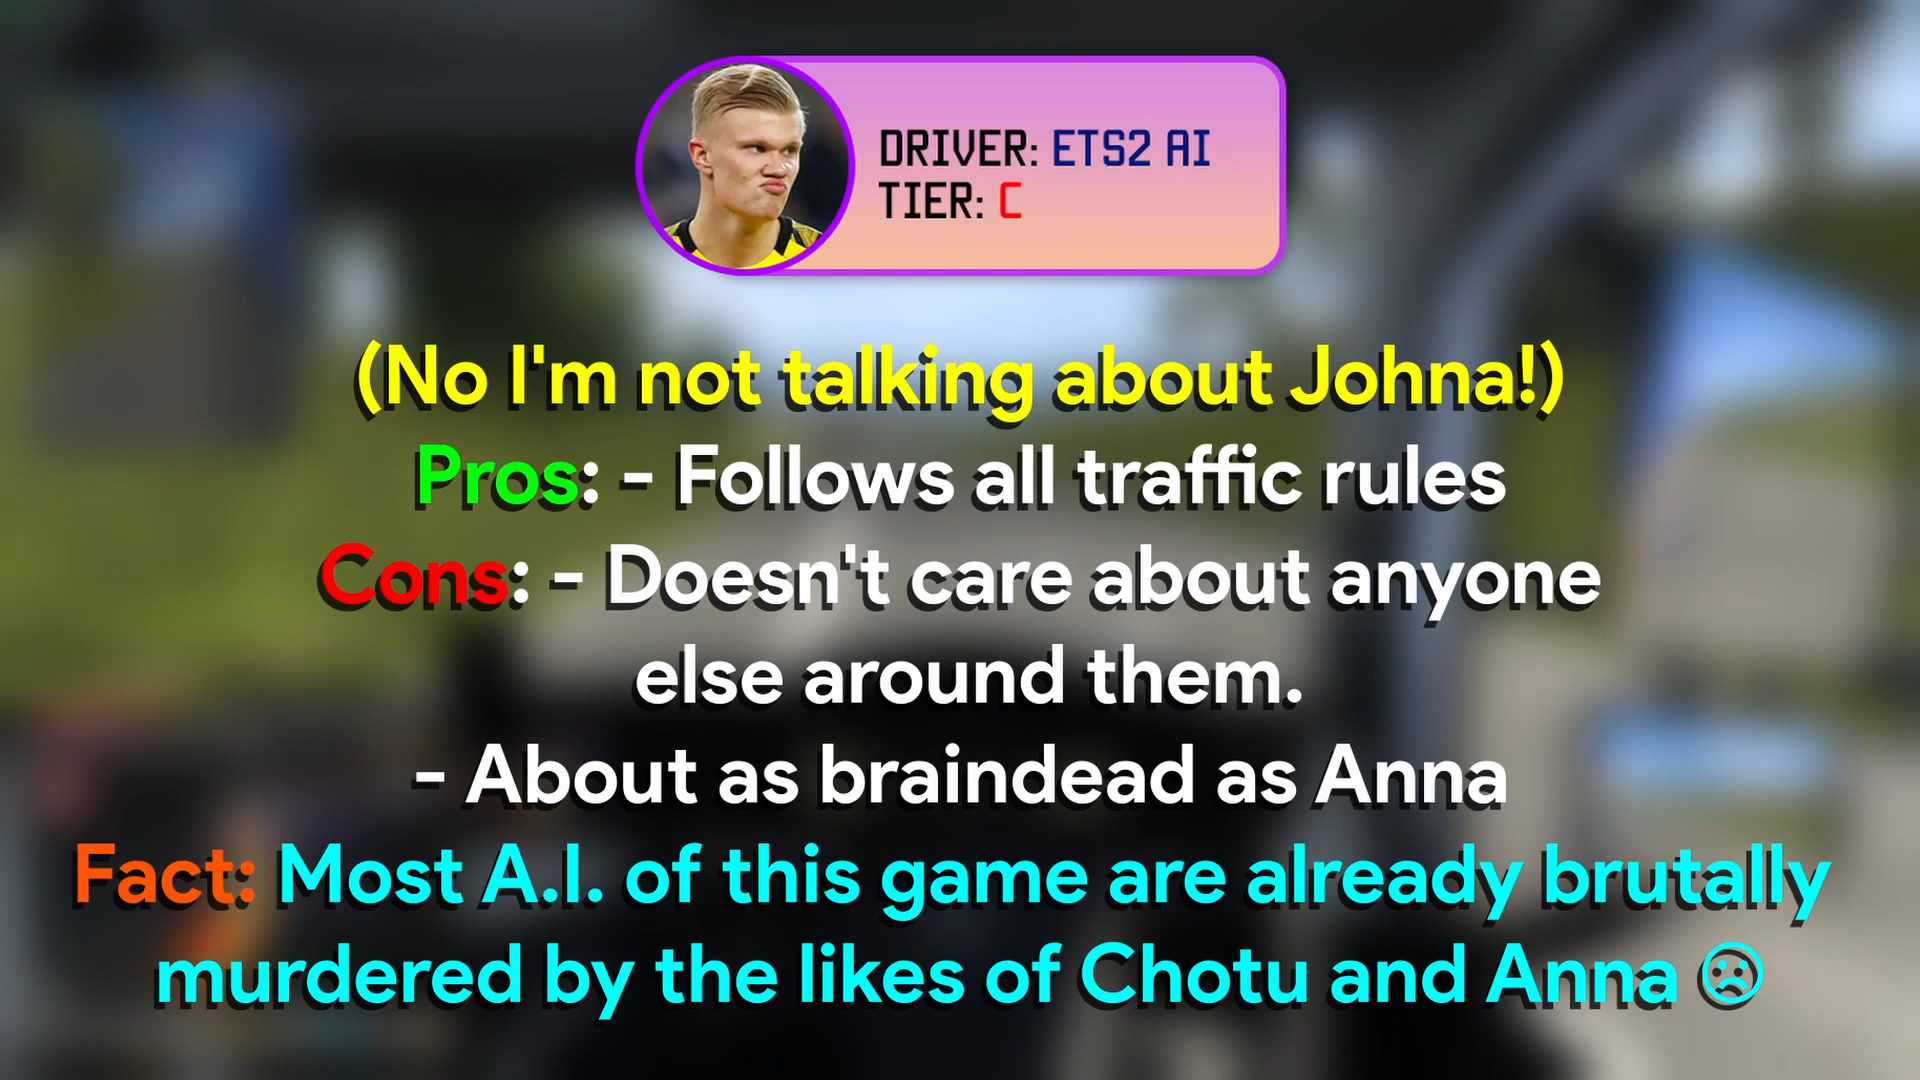 DRIVER: ETS2 AI
TIER: C
(No I'm not talking about Johna!)
Pros: - Follows all traffic rules
Cons: - Doesn't care about anyone
else around them.
- About as braindead as Anna
Fact: Most A.I. of this game are already brutally
murdered by the likes of Chotu and Anna ☹